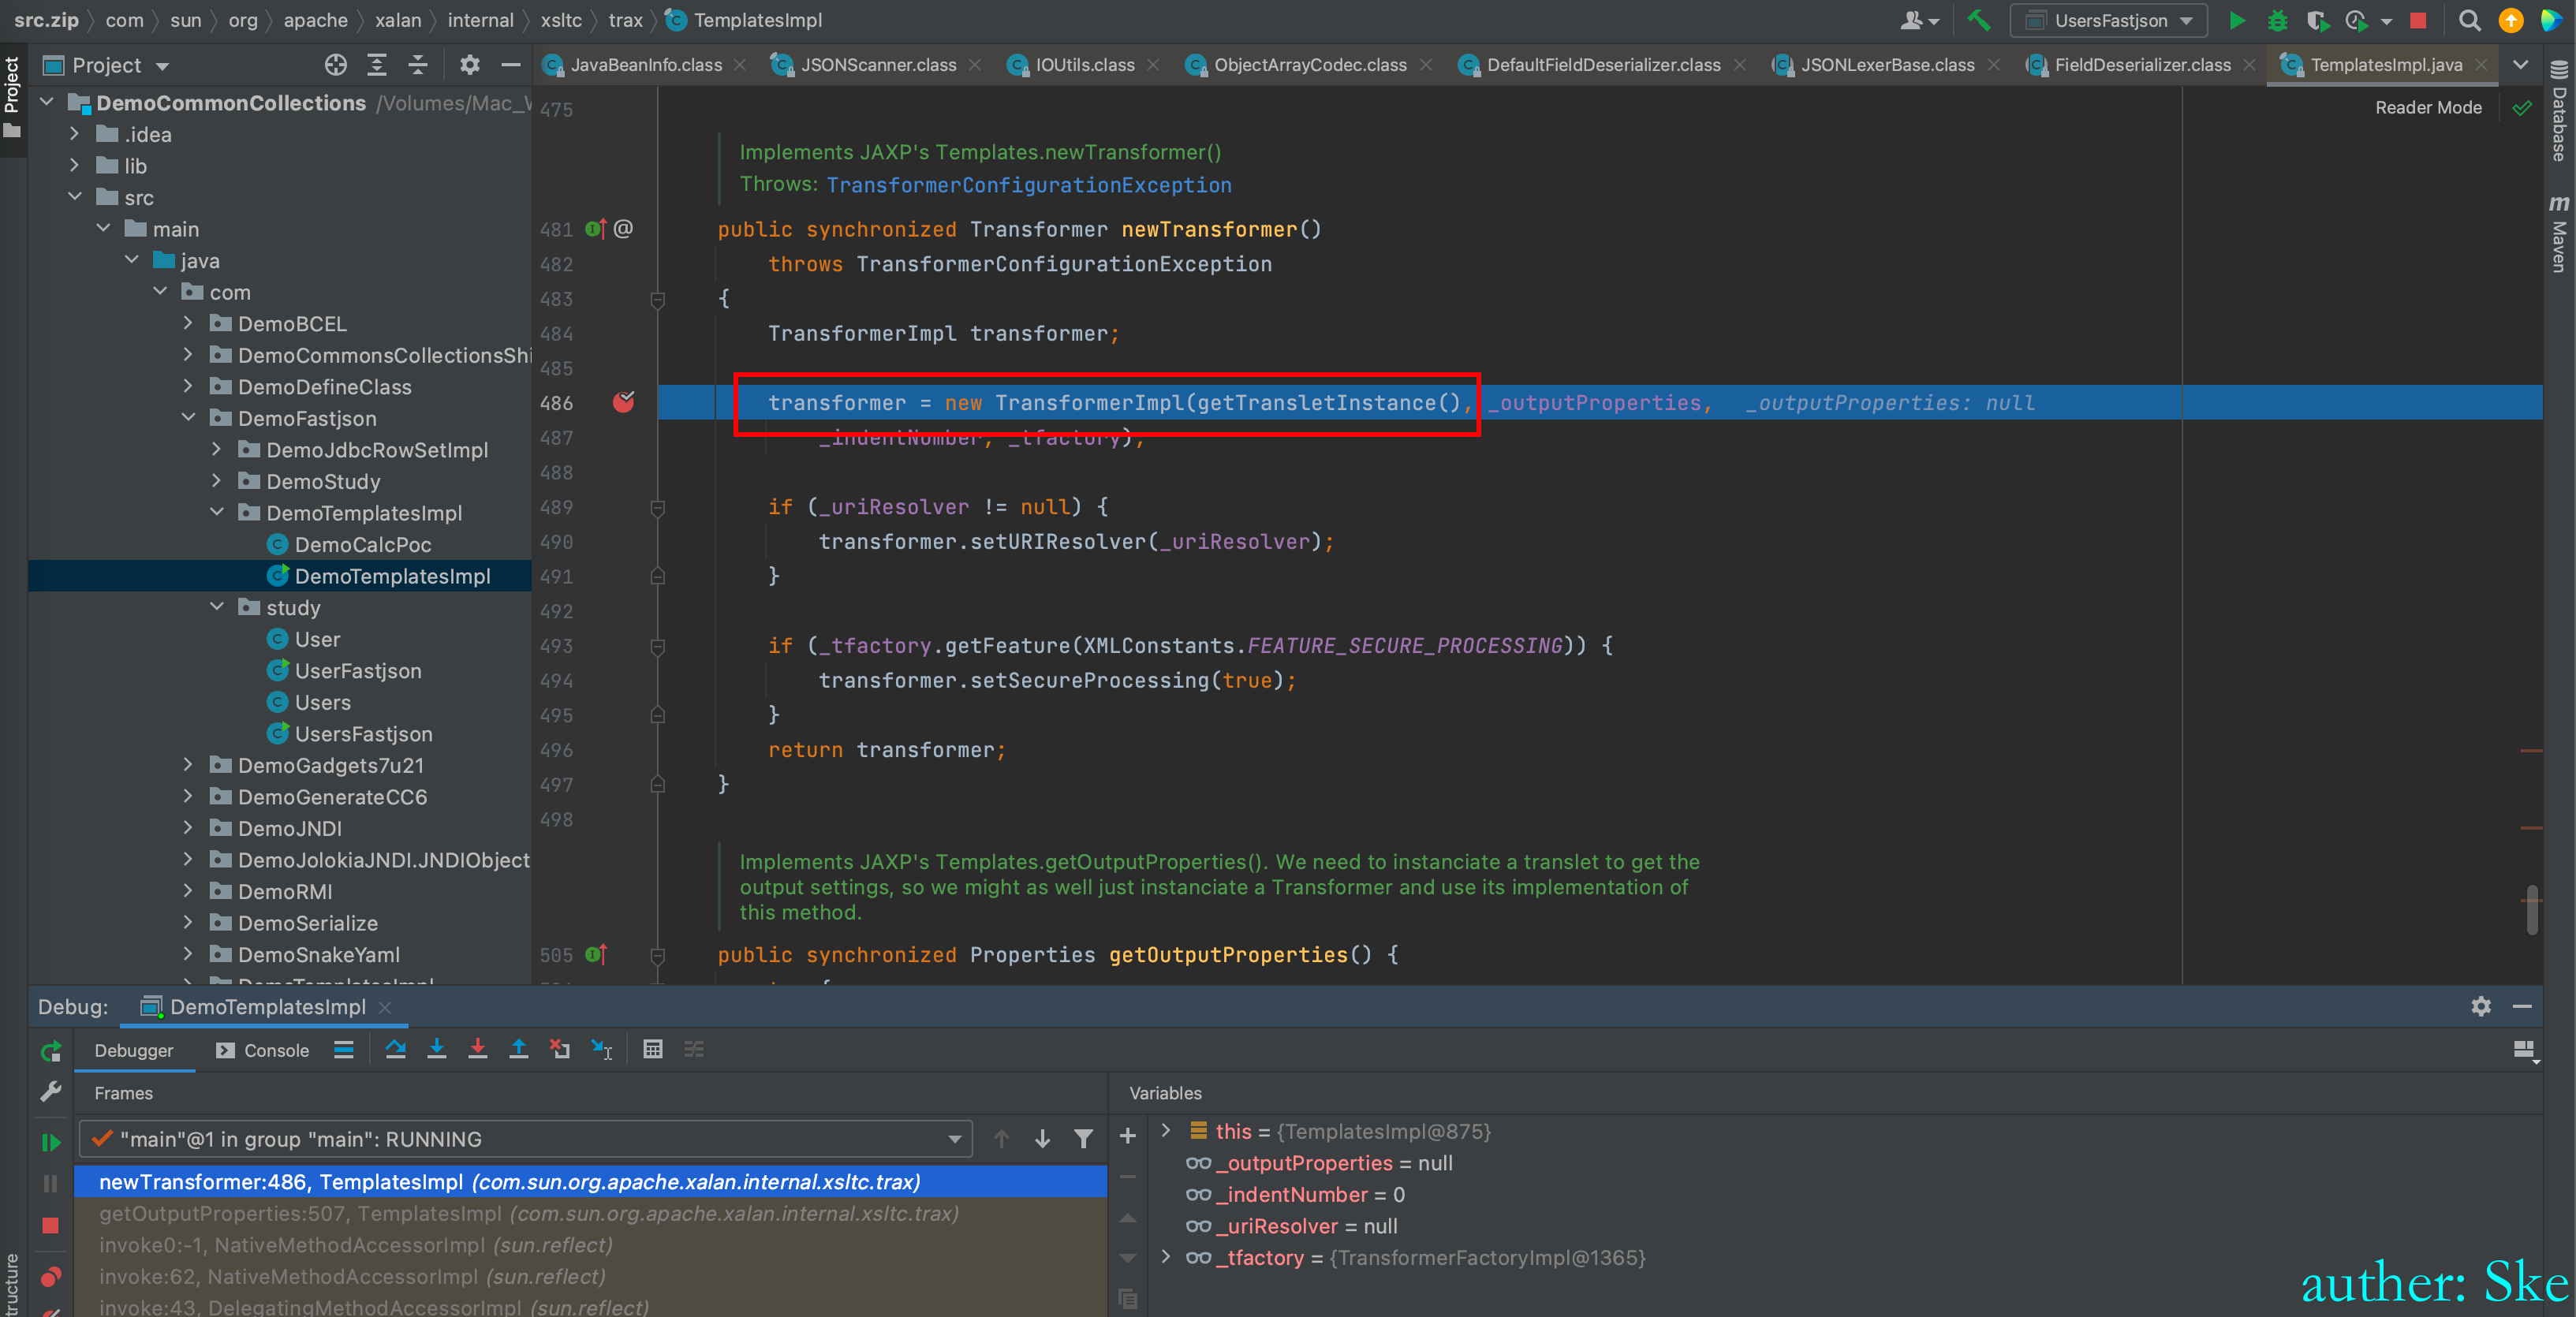 src.zip com sun org apache xalan internal xsltc trax TemplatesImpl
UsersFastjson
Project
JavaBeanInfo.class JSONScanner.class IOUtils.class ObjectArrayCodec.class DefaultFieldDeserializer.class JSONLexerBase.class FieldDeserializer.class TemplatesImpl.java
Project
Database
Maven
DemoCommonCollections /Volumes/Mac_
.idea
lib
src
main
java
com
DemoBCEL
DemoCommonsCollectionsShi
DemoDefineClass
DemoFastjson
DemoJdbcRowSetImpl
DemoStudy
DemoTemplatesImpl
DemoCalcPoc
DemoTemplatesImpl
study
User
UserFastjson
Users
UsersFastjson
DemoGadgets7u21
DemoGenerateCC6
DemoJNDI
DemoJolokiaJNDI.JNDIObject
DemoRMI
DemoSerialize
DemoSnakeYaml
Reader Mode
475
Implements JAXP's Templates.newTransformer()
Throws: TransformerConfigurationException
481 @ public synchronized Transformer newTransformer()
482 throws TransformerConfigurationException
483 {
484 TransformerImpl transformer;
485
486 transformer = new TransformerImpl(getTransletInstance(), _outputProperties, _outputProperties: null
487 _indentNumber, _tfactory);
488
489 if (_uriResolver != null) {
490 transformer.setURIResolver(_uriResolver);
491 }
492
493 if (_tfactory.getFeature(XMLConstants.FEATURE_SECURE_PROCESSING)) {
494 transformer.setSecureProcessing(true);
495 }
496 return transformer;
497 }
498
Implements JAXP's Templates.getOutputProperties(). We need to instanciate a translet to get the
output settings, so we might as well just instanciate a Transformer and use its implementation of
this method.
505 public synchronized Properties getOutputProperties() {
Debug: DemoTemplatesImpl
Debugger Console
Frames
"main"@1 in group "main": RUNNING
newTransformer:486, TemplatesImpl (com.sun.org.apache.xalan.internal.xsltc.trax)
getOutputProperties:507, TemplatesImpl (com.sun.org.apache.xalan.internal.xsltc.trax)
invoke0:-1, NativeMethodAccessorImpl (sun.reflect)
invoke:62, NativeMethodAccessorImpl (sun.reflect)
invoke:43, DelegatingMethodAccessorImpl (sun.reflect)
Variables
this = {TemplatesImpl@875}
_outputProperties = null
_indentNumber = 0
_uriResolver = null
_tfactory = {TransformerFactoryImpl@1365}
auther: Ske